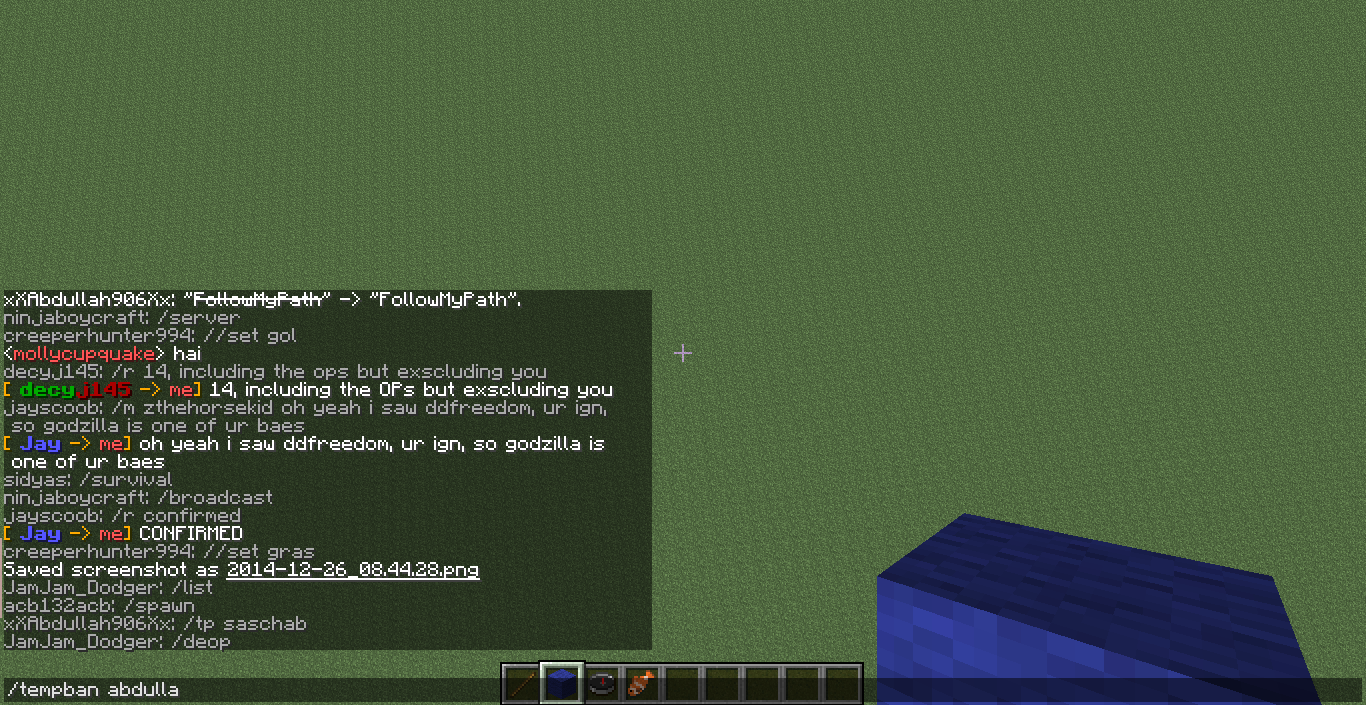 xXAbdullah906Xx: "FollowMyPath" -> "FollowMyPath".
ninjaboycraft: /server
creeperhunter994: //set gol
<mollycupquake> hai
decyj145: /r 14, including the ops but exscluding you
[ decyj145 -> me] 14, including the OPs but exscluding you
jayscoob: /m zthehorsekid oh yeah i saw ddfreedom, ur ign,
so godzilla is one of ur baes
[ Jay -> me] oh yeah i saw ddfreedom, ur ign, so godzilla is
one of ur baes
sidyas: /survival
ninjaboycraft: /broadcast
jayscoob: /r confirmed
[ Jay -> me] CONFIRMED
creeperhunter994: //set gras
Saved screenshot as 2014-12-26_08.44.28.png
JamJam_Dodger: /list
acb132acb: /spawn
xXAbdullah906Xx: /tp saschab
JamJam_Dodger: /deop
/tempban abdulla